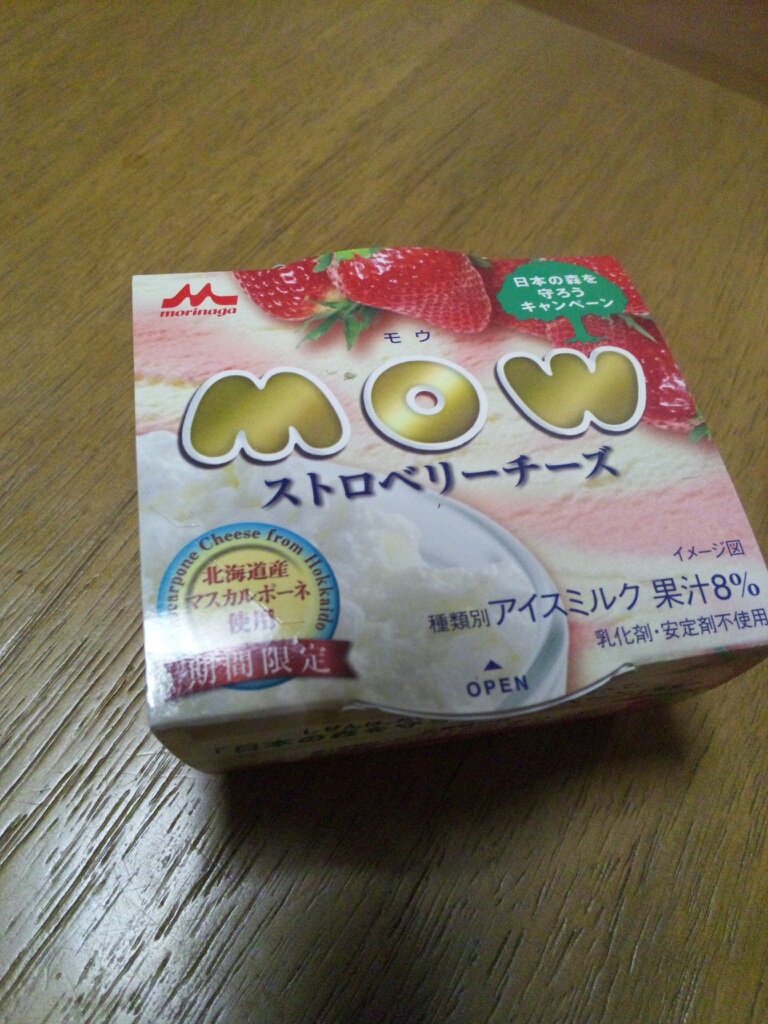 morinaga
日本の森を
守ろう
キャンペーン
モウ
MOW
ストロベリーチーズ
Cheese from Hokkaido
北海道産
マスカルポーネ
使用
期間限定
イメージ図
種類別アイスミルク 果汁8%
乳化剤・安定剤不使用
OPEN